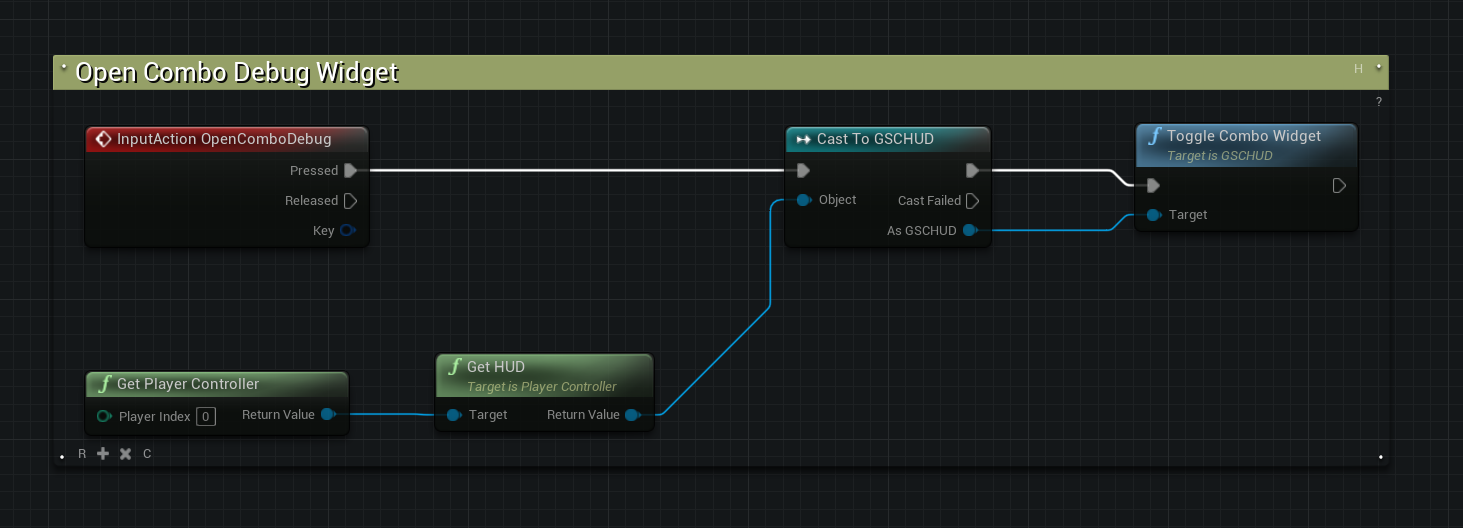 Open Combo Debug Widget
H
?
InputAction OpenComboDebug
Pressed
Released
Key
Cast To GSCHUD
Object
Cast Failed
As GSCHUD
Toggle Combo Widget
Target is GSCHUD
Target
Get Player Controller
Player Index 0 Return Value
Get HUD
Target is Player Controller
Target Return Value
R C